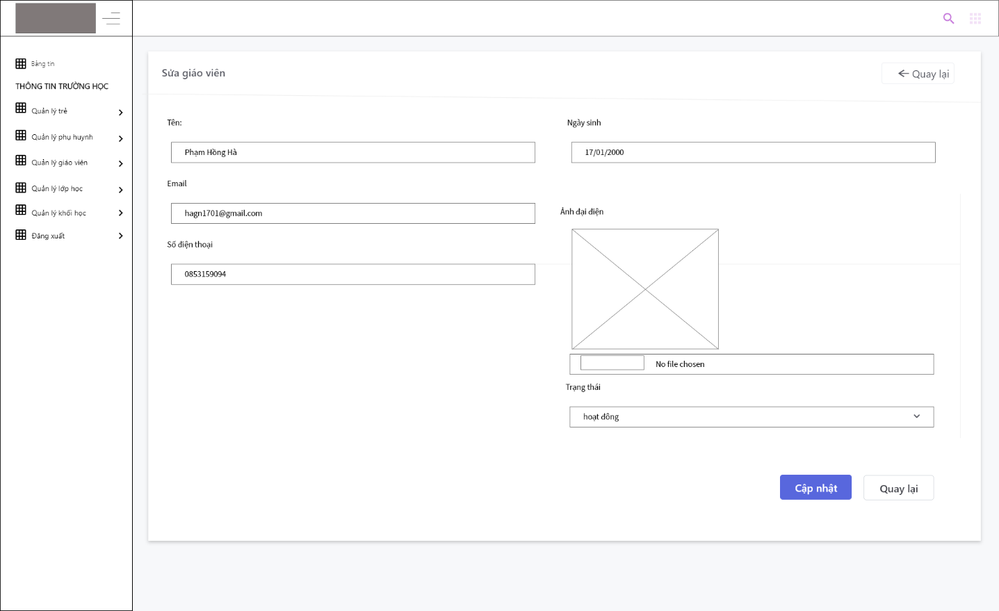 Bảng tin
THÔNG TIN TRƯỜNG HỌC
Quản lý trẻ
Quản lý phụ huynh
Quản lý giáo viên
Quản lý lớp học
Quản lý khối học
Đăng xuất
Sửa giáo viên
Quay lại
Tên:
Phạm Hồng Hà
Email
hagn1701@gmail.com
Số điện thoại
0853159094
Ngày sinh
17/01/2000
Ảnh đại điện
No file chosen
Trạng thái
hoạt đông
Cập nhật
Quay lại